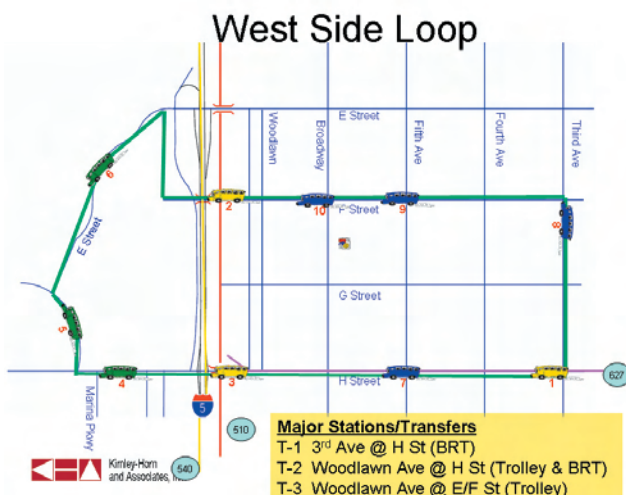 West Side Loop
E Street
Woodlawn
Broadway
Fifth Ave
Fourth Ave
Third Ave
6
2
10
F Street
9
8
E Street
G Street
5
4
3
H Street
7
1
627
Marina Pkwy
5
510
540
Kimley-Horn
and Associates,
Major Stations/Transfers
T-1 3rd Ave @ H St (BRT)
T-2 Woodlawn Ave @ H St (Trolley & BRT)
T-3 Woodlawn Ave @ E/F St (Trolley)